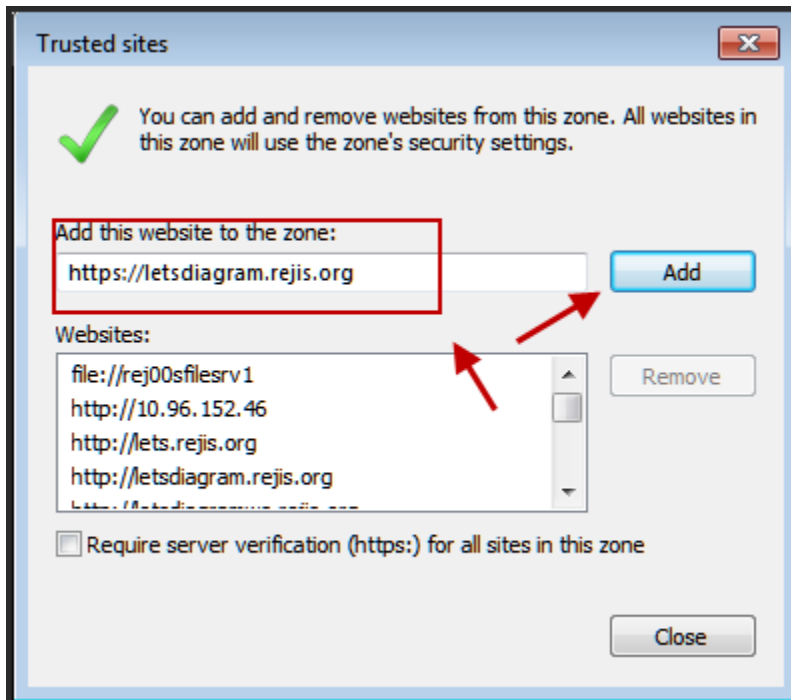 Trusted sites
You can add and remove websites from this zone. All websites in
this zone will use the zone's security settings.
Add this website to the zone:
https://letsdiagram.rejis.org
Add
Websites:
file://rej00sfilesrv1
Remove
http://10.96.152.46
http://lets.rejis.org
http://letsdiagram.rejis.org
Require server verification (https:) for all sites in this zone
Close